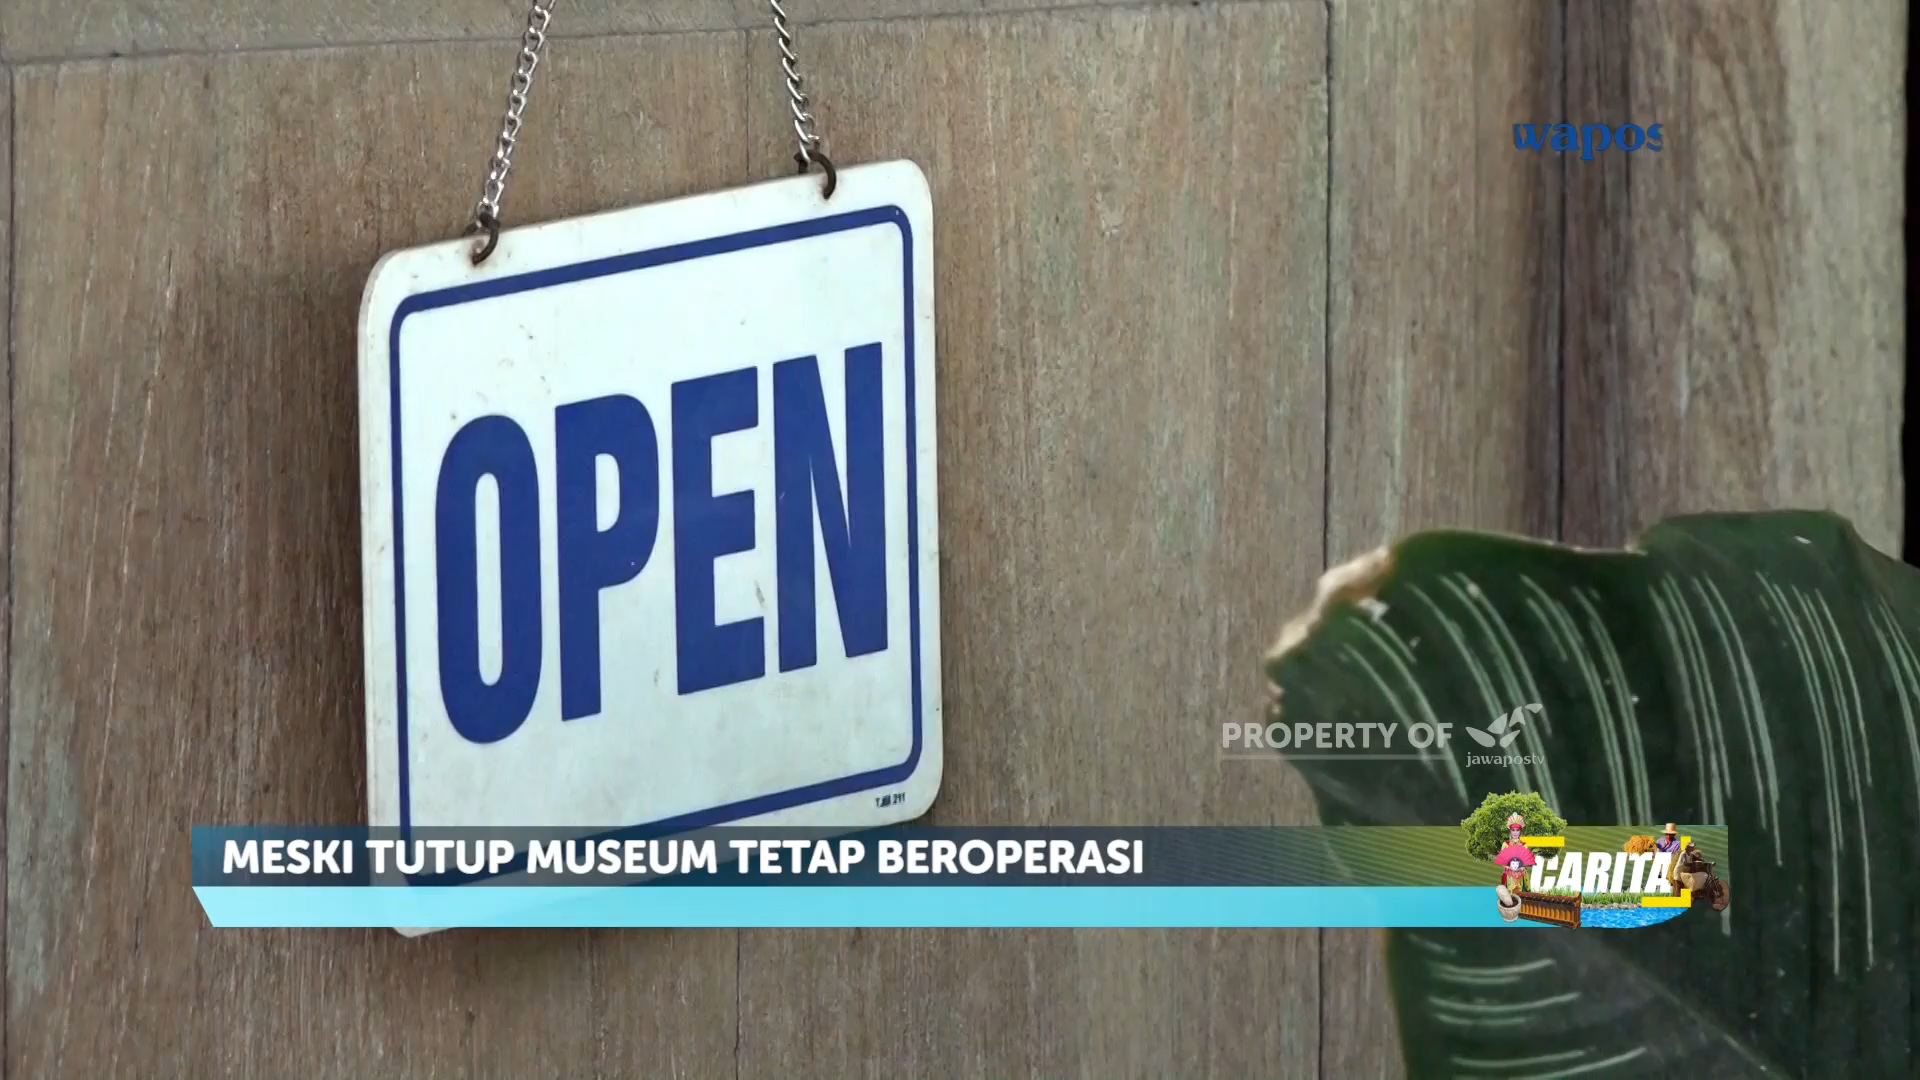 wapos
OPEN
PROPERTY OF
jawapostv
MESKI TUTUP MUSEUM TETAP BEROPERASI
CARITA